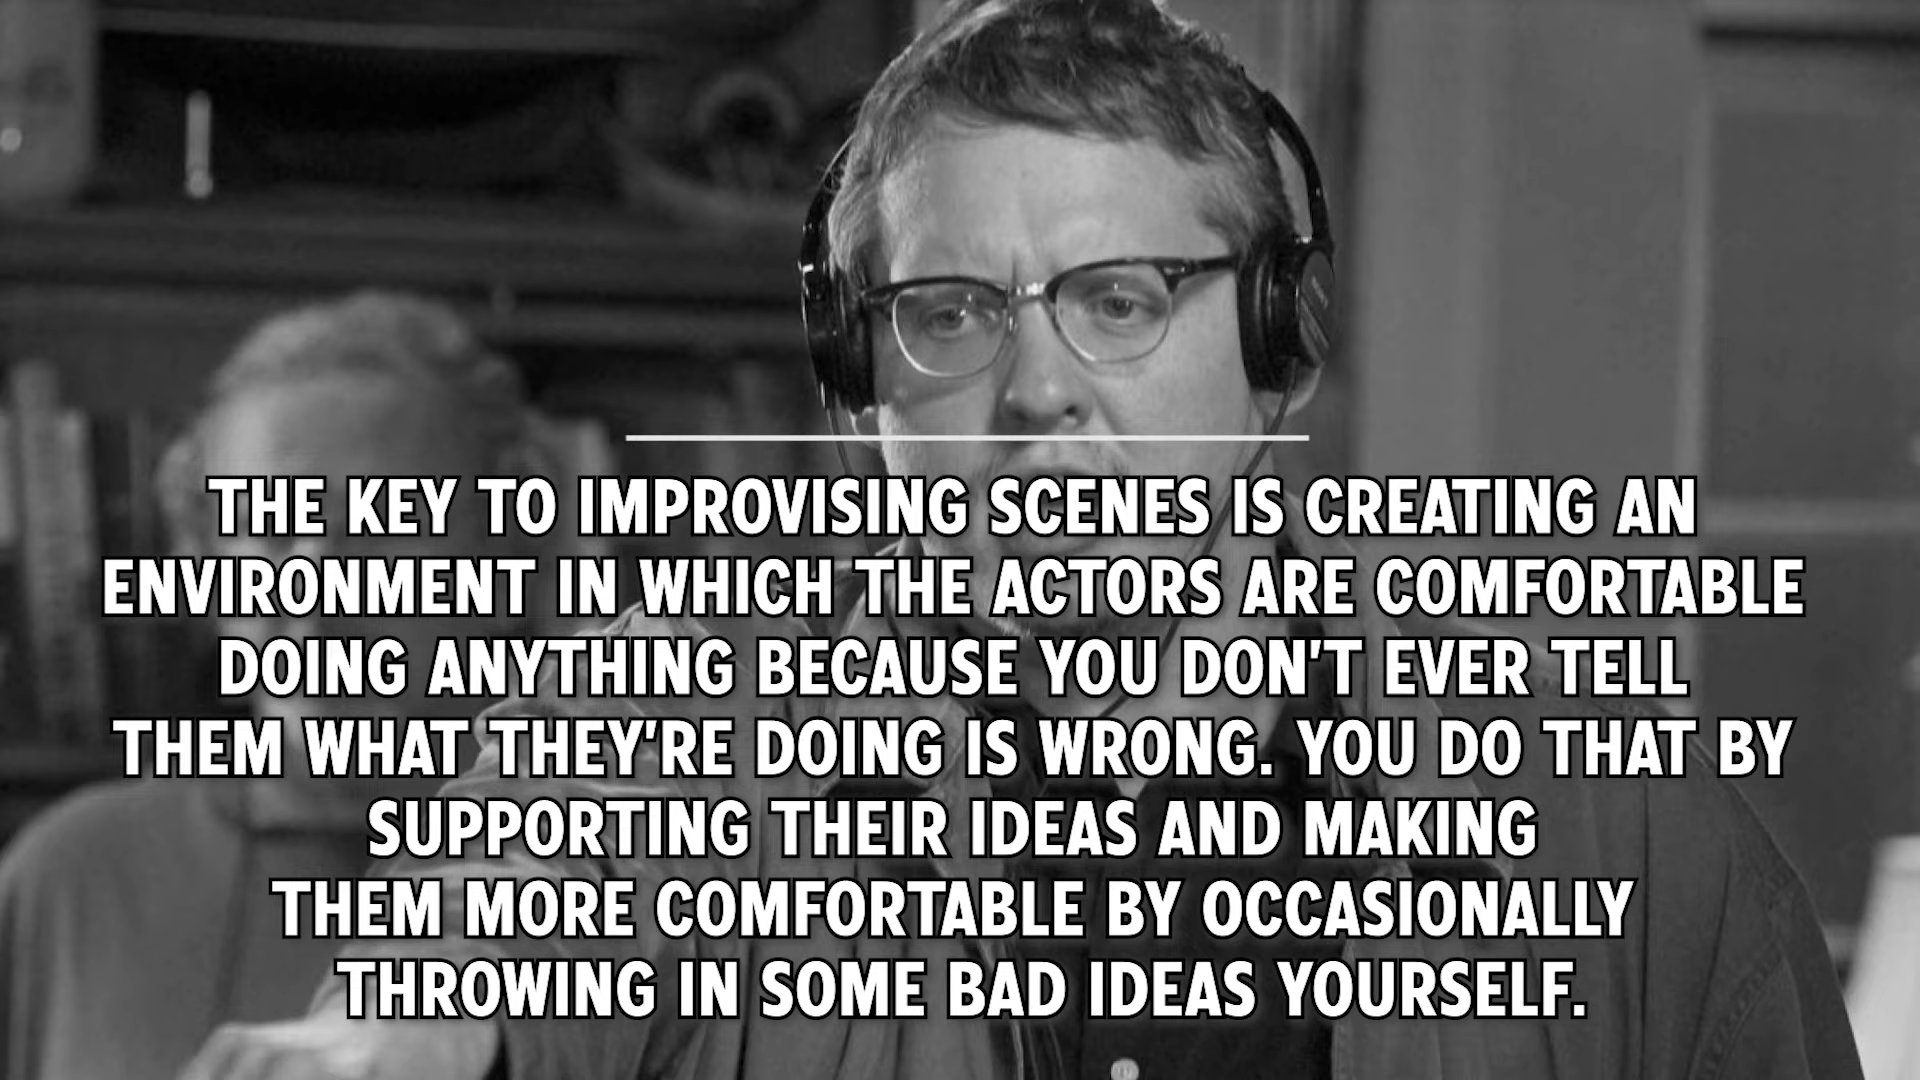 THE KEY TO IMPROVISING SCENES IS CREATING AN
ENVIRONMENT IN WHICH THE ACTORS ARE COMFORTABLE
DOING ANYTHING BECAUSE YOU DON'T EVER TELL
THEM WHAT THEY'RE DOING IS WRONG. YOU DO THAT BY
SUPPORTING THEIR IDEAS AND MAKING
THEM MORE COMFORTABLE BY OCCASIONALLY
THROWING IN SOME BAD IDEAS YOURSELF.